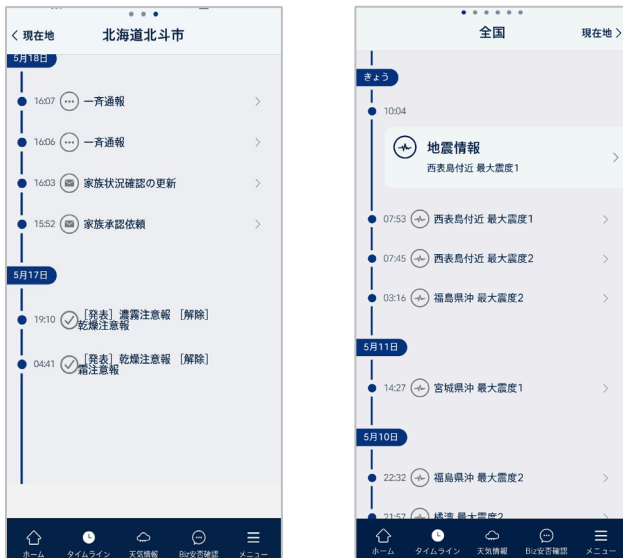 現在地
北海道北斗市
5月18日
16:07 一斉通報
16:06 一斉通報
16:03 家族状況確認の更新
15:52 家族承認依頼
5月17日
19:10 [発表] 濃霧注意報 [解除]
乾燥注意報
04:41 [発表] 乾燥注意報 [解除]
霜注意報
ホーム タイムライン 天気情報 Biz安否確認 メニュー
全国
現在地
きょう
10:04
地震情報
西表島付近 最大震度1
07:53 西表島付近 最大震度1
07:45 西表島付近 最大震度2
03:16 福島県沖 最大震度2
5月11日
14:27 宮城県沖 最大震度1
5月10日
22:32 福島県沖 最大震度2
21:57 橘湾 最大震度2
ホーム タイムライン 天気情報 Biz安否確認 メニュー